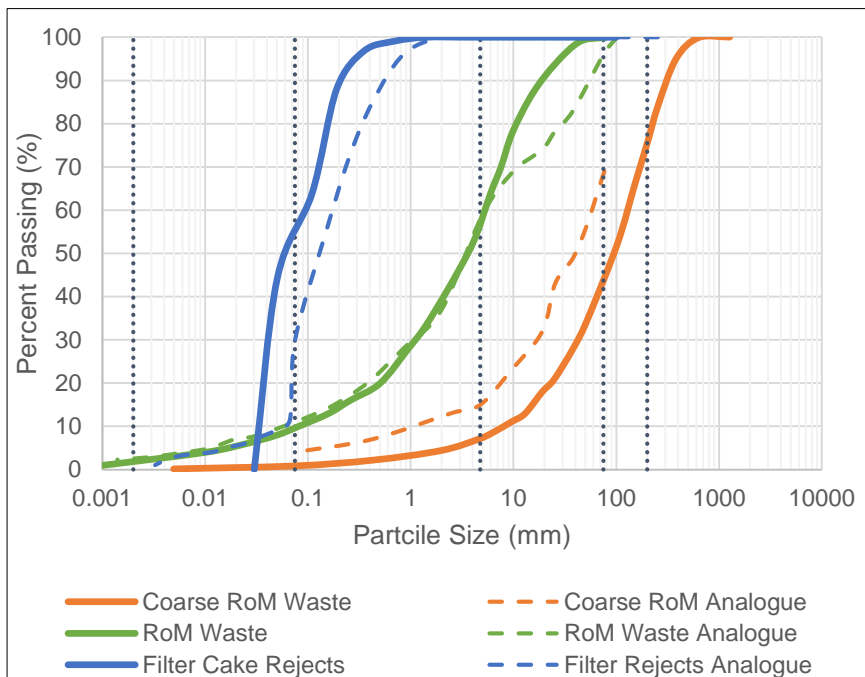 100
90
80
70
60
50
40
30
20
10
0
Percent Passing (%)
0.001 0.01 0.1 1 10 100 1000 10000
Partcile Size (mm)
Coarse RoM Waste Coarse RoM Analogue
RoM Waste RoM Waste Analogue
Filter Cake Rejects Filter Rejects Analogue